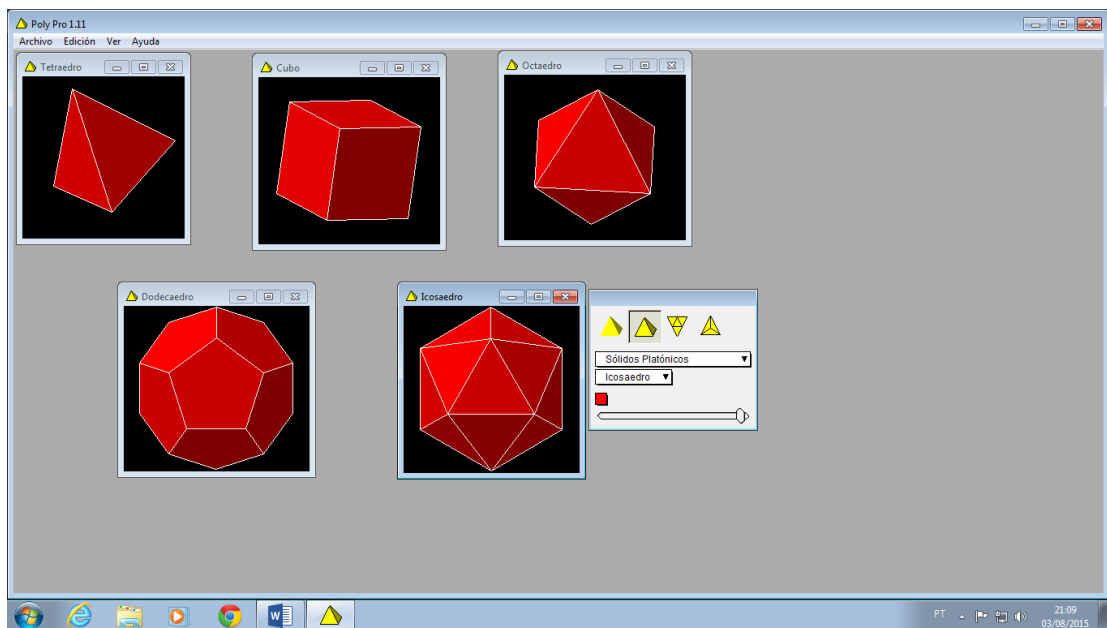 Poly Pro 1.11
Archivo Edición Ver Ayuda
Tetraedro
Cubo
Octaedro
Dodecaedro
Icosaedro
Sólidos Platónicos
Icosaedro
W
PT
21:09
03/08/2015